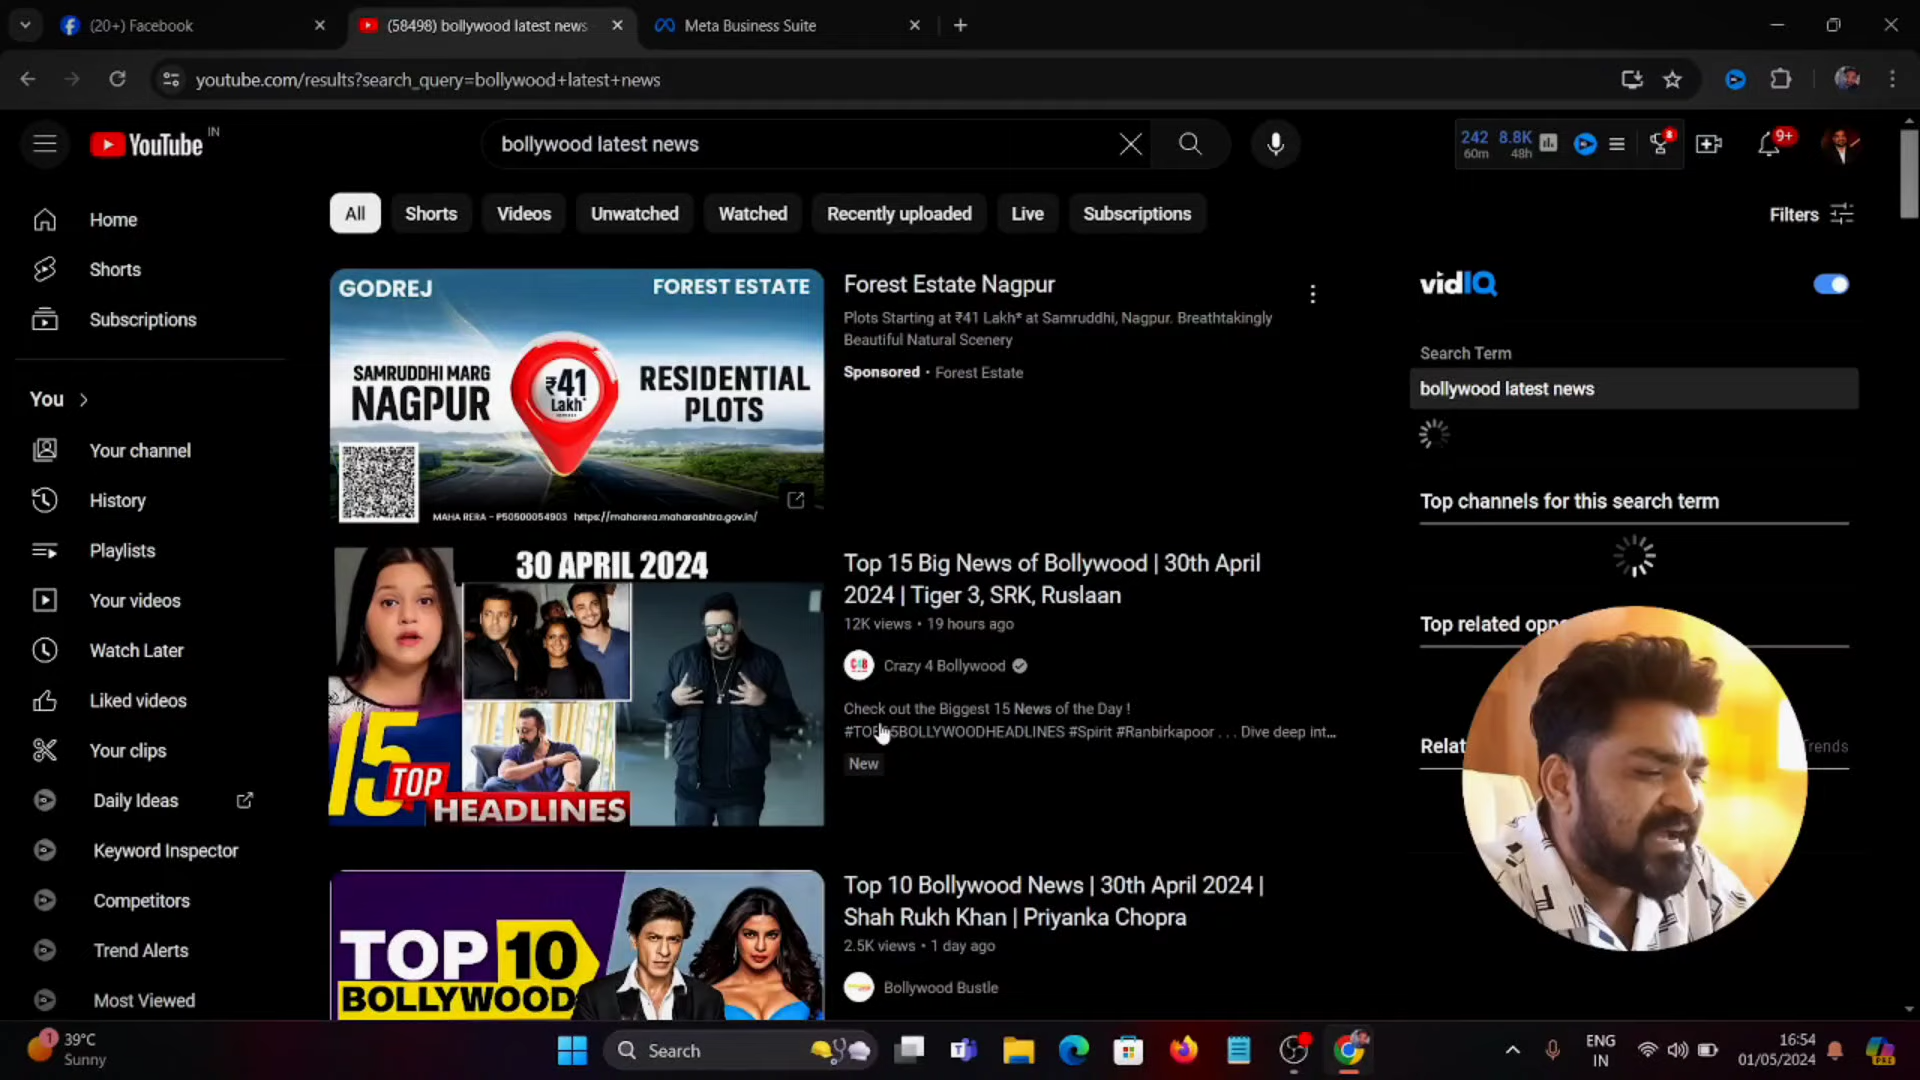 (20+) Facebook
(58498) bollywood latest news
Meta Business Suite
youtube.com/results?search_query=bollywood+latest+news
YouTube IN
bollywood latest news
242 8.8K
60m 48h
8
9+
All
Shorts
Videos
Unwatched
Watched
Recently uploaded
Live
Subscriptions
Filters
Home
Shorts
Subscriptions
You
Your channel
History
Playlists
Your videos
Watch Later
Liked videos
Your clips
Daily Ideas
Keyword Inspector
Competitors
Trend Alerts
Most Viewed
GODREJ
FOREST ESTATE
SAMRUDDHI MARG
NAGPUR
₹41
Lakh*
RESIDENTIAL
PLOTS
MAHA RERA - P50500054903 https://maharera.maharashtra.gov.in/
Forest Estate Nagpur
Plots Starting at ₹41 Lakh* at Samruddhi, Nagpur. Breathtakingly
Beautiful Natural Scenery
Sponsored · Forest Estate
30 APRIL 2024
15 TOP
HEADLINES
Top 15 Big News of Bollywood | 30th April
2024 | Tiger 3, SRK, Ruslaan
12K views · 19 hours ago
C4B
Crazy 4 Bollywood
Check out the Biggest 15 News of the Day !
#Spirit #Ranbirkapoor . . . Dive deep int...
New
TOP 10
BOLLYWOOD
Top 10 Bollywood News | 30th April 2024 |
Shah Rukh Khan | Priyanka Chopra
2.5K views · 1 day ago
Bollywood Bustle
vidIQ
Search Term
bollywood latest news
Top channels for this search term
Top related
1
39°C
Sunny
Search
ENG
IN
16:54
01/05/2024
PRE